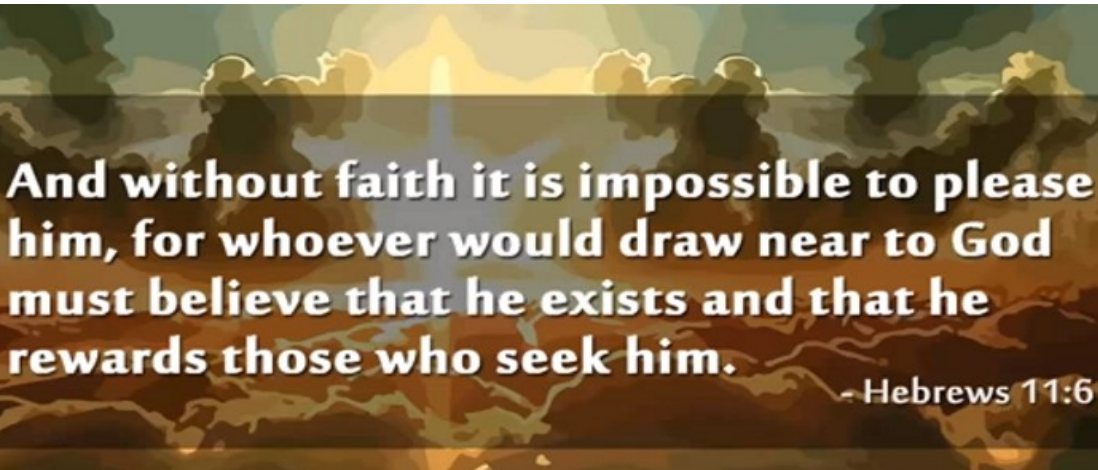 And without faith it is impossible to please
him, for whoever would draw near to God
must believe that he exists and that he
rewards those who seek him.
- Hebrews 11:6